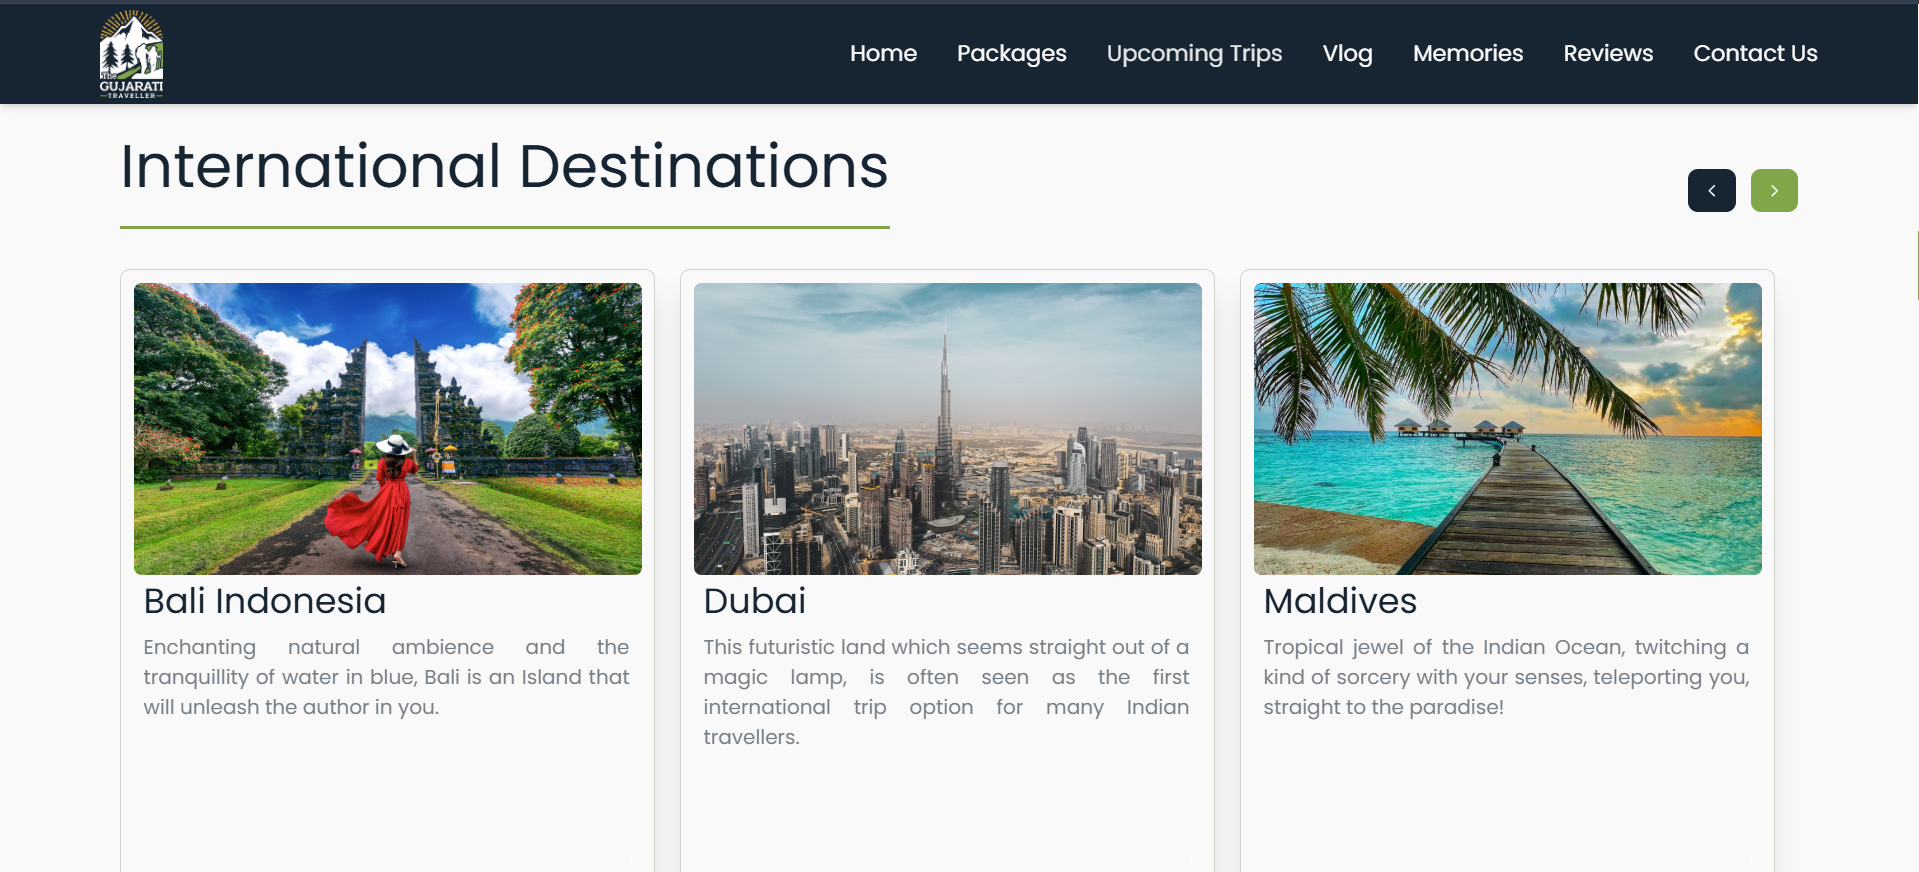 The
GUJARATI
TRAVELLER
Home Packages Upcoming Trips Vlog Memories Reviews Contact Us
International Destinations
Bali Indonesia
Enchanting natural ambience and the
tranquillity of water in blue, Bali is an Island that
will unleash the author in you.
Dubai
This futuristic land which seems straight out of a
magic lamp, is often seen as the first
international trip option for many Indian
travellers.
Maldives
Tropical jewel of the Indian Ocean, twitching a
kind of sorcery with your senses, teleporting you,
straight to the paradise!